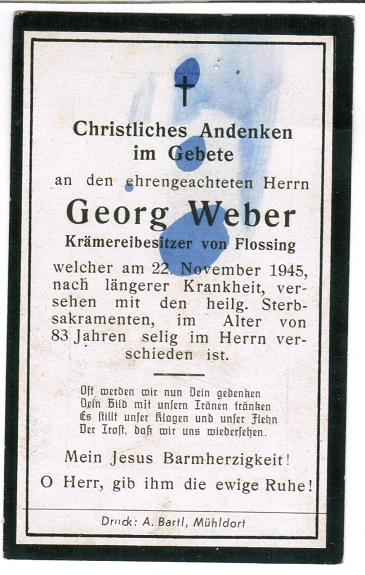 Christliches Andenken
im Gebete
an den ehrengeachteten Herrn
Georg Weber
Krämereibesitzer von Flossing
welcher am 22. November 1945,
nach längerer Krankheit, ver-
sehen mit den heilg. Sterb-
sakramenten, im Alter von
83 Jahren selig im Herrn ver-
schieden ist.
Oft werden wir nun Dein gedenken
Dein Bild mit unsern Tränen tränken
Es stillt unser Klagen und unser Flehn
Der Trost, daß wir uns wiedersehen.
Mein Jesus Barmherzigkeit!
O Herr, gib ihm die ewige Ruhe!
Druck: A. Bartl, Mühldorf